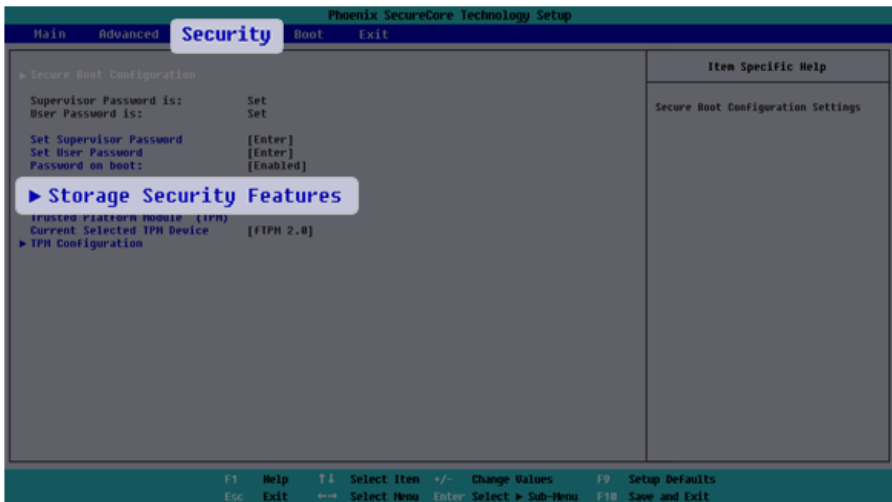 Phoenix SecureCore Technology Setup
Main Advanced Security Boot Exit
▶ Secure Boot Configuration
Supervisor Password is: Set
User Password is: Set
Set Supervisor Password [Enter]
Set User Password [Enter]
Password on boot: [Enabled]
▶ Storage Security Features
Trusted Platform Module (TPM)
Current Selected TPM Device [fTPM 2.0]
▶ TPM Configuration
Item Specific Help
Secure Boot Configuration Settings
F1 Help ↑↓ Select Item +/- Change Values F9 Setup Defaults
Esc Exit ←→ Select Menu Enter Select ▶ Sub-Menu F10 Save and Exit